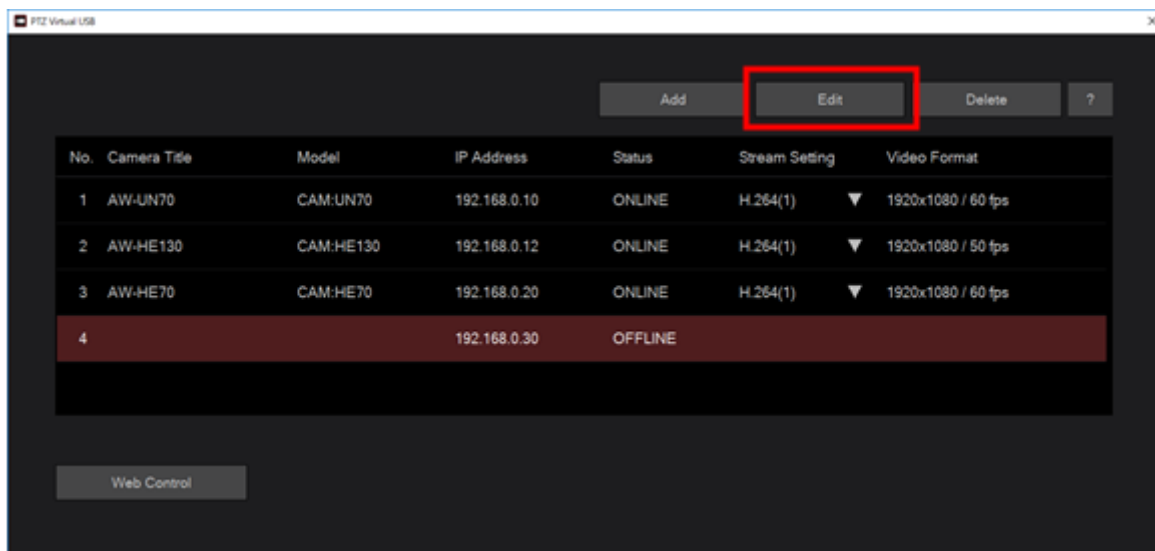 PTZ Virtual USB
Add Edit Delete ?
No. Camera Title Model IP Address Status Stream Setting Video Format
1 AW-UN70 CAM:UN70 192.168.0.10 ONLINE H.264(1) ▼ 1920x1080 / 60 fps
2 AW-HE130 CAM:HE130 192.168.0.12 ONLINE H.264(1) ▼ 1920x1080 / 50 fps
3 AW-HE70 CAM:HE70 192.168.0.20 ONLINE H.264(1) ▼ 1920x1080 / 60 fps
4 192.168.0.30 OFFLINE
Web Control